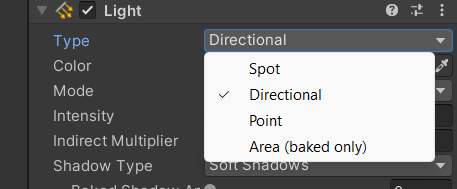 Light
Type Directional
Color Spot
Mode Directional
Intensity Point
Indirect Multiplier Area (baked only)
Shadow Type Soft Shadows